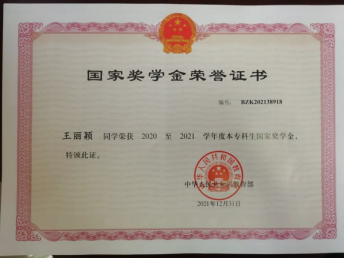 国家奖学金荣誉证书
编号: BZK202138918
王丽颖 同学荣获 2020 至 2021 学年度本专科生国家奖学金,
特颁此证。
中华人民共和国教育部
2021年12月31日